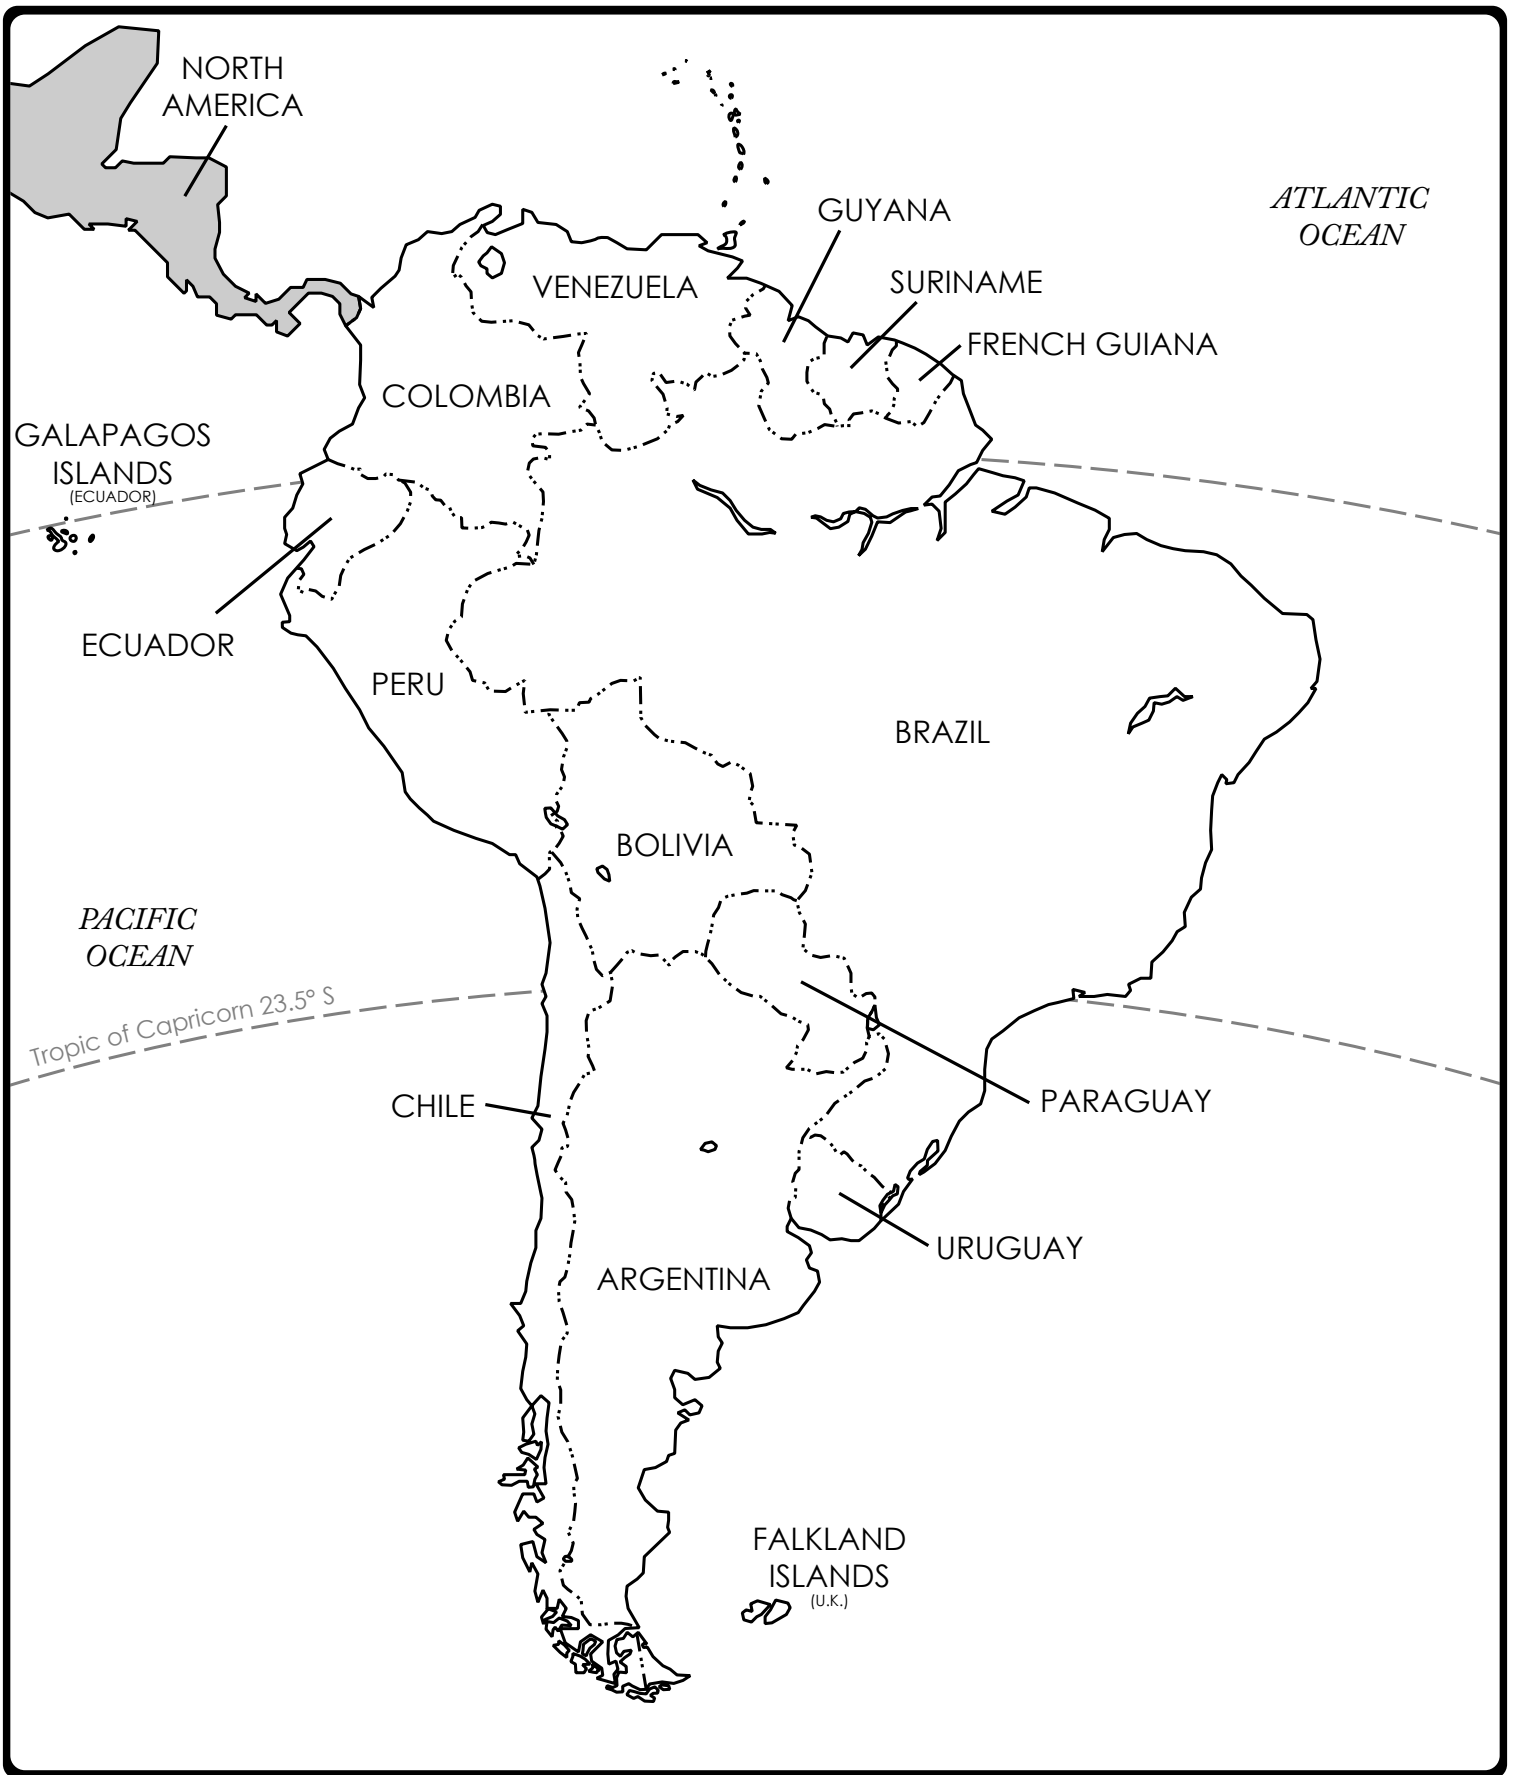 NORTH
AMERICA
ATLANTIC
OCEAN
GUYANA
SURINAME
VENEZUELA
FRENCH GUIANA
COLOMBIA
GALAPAGOS
ISLANDS
(ECUADOR)
ECUADOR
PERU
BRAZIL
BOLIVIA
PACIFIC
OCEAN
Tropic of Capricorn 23.5° S
CHILE
PARAGUAY
URUGUAY
ARGENTINA
FALKLAND
ISLANDS
(U.K.)